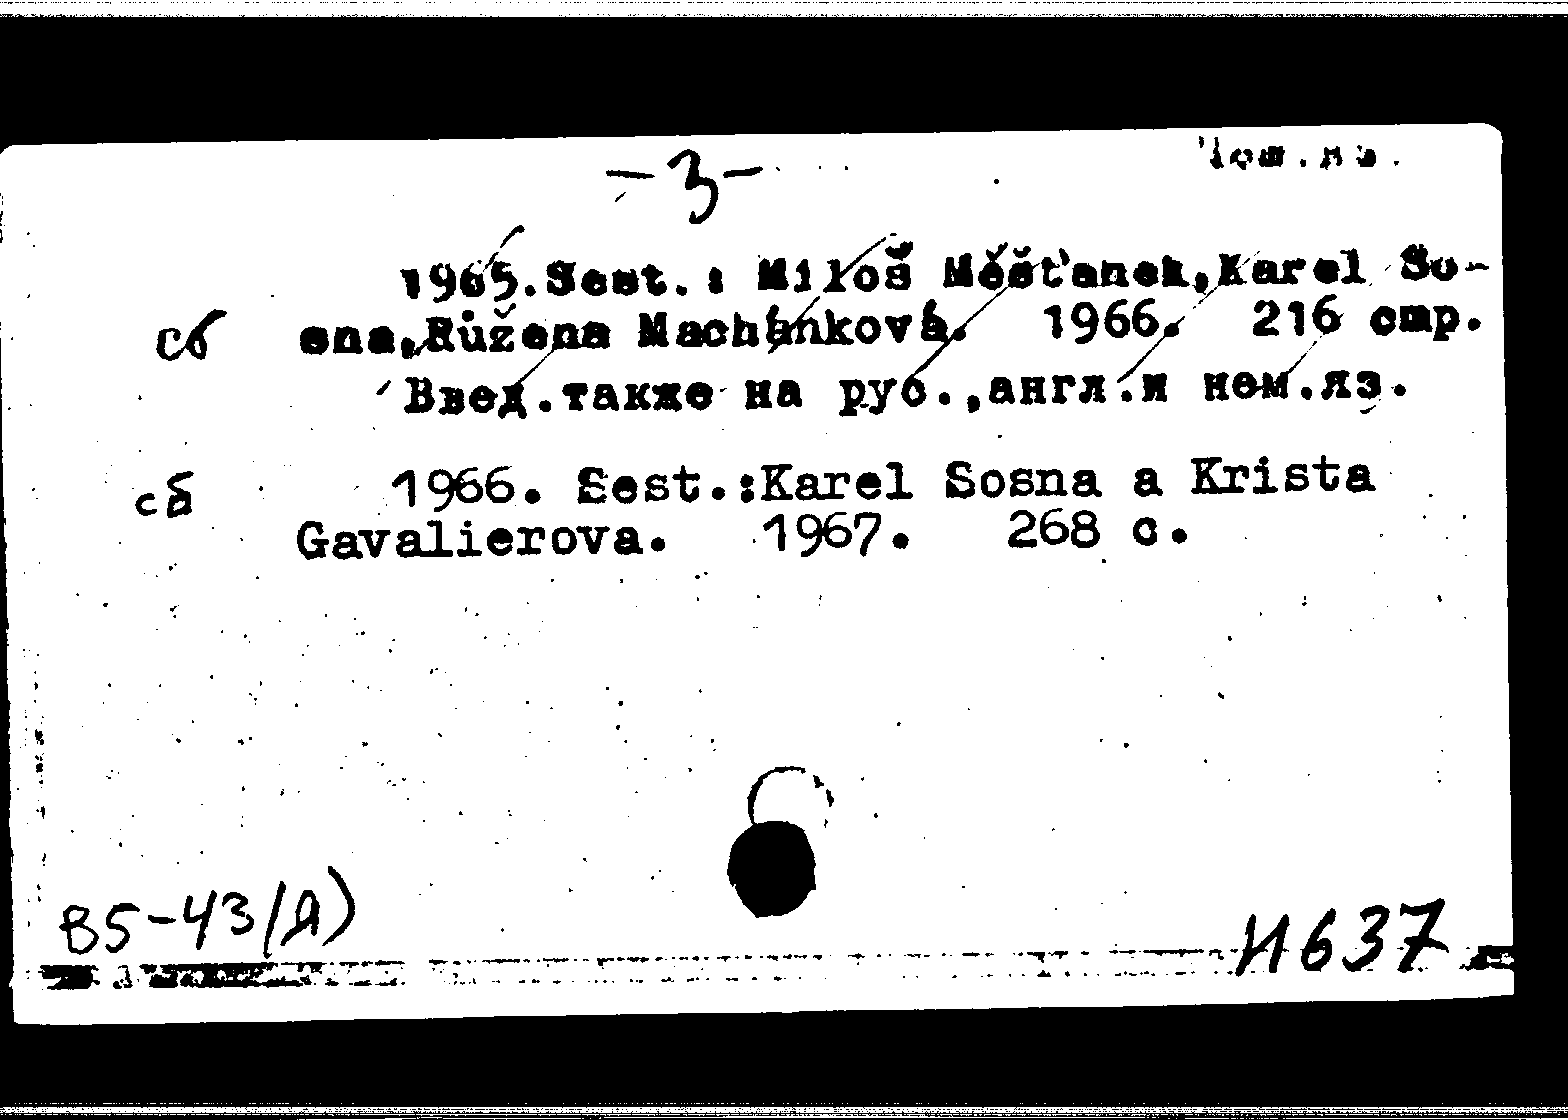 -3-
1965.Sest.: Miloš Měšťanek,Karel So-
сб sna,Růžena Machánková. 1966. 216 стр.
Введ.также на рус.,англ.и нем.яз.
сб 1966. Sest.:Karel Sosna a Krista
Gavalierova. 1967. 268 с.
B5-43/Я) И637